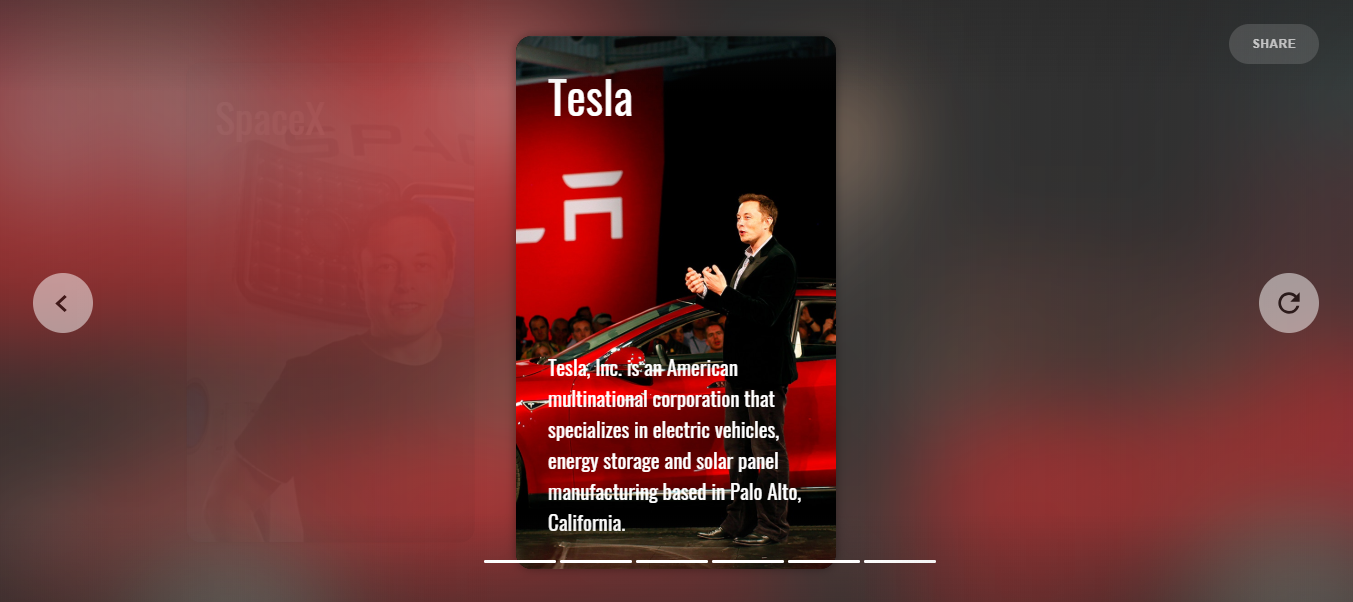 SHARE
SpaceX
Tesla
Tesla, Inc. is an American
multinational corporation that
specializes in electric vehicles,
energy storage and solar panel
manufacturing based in Palo Alto,
California.